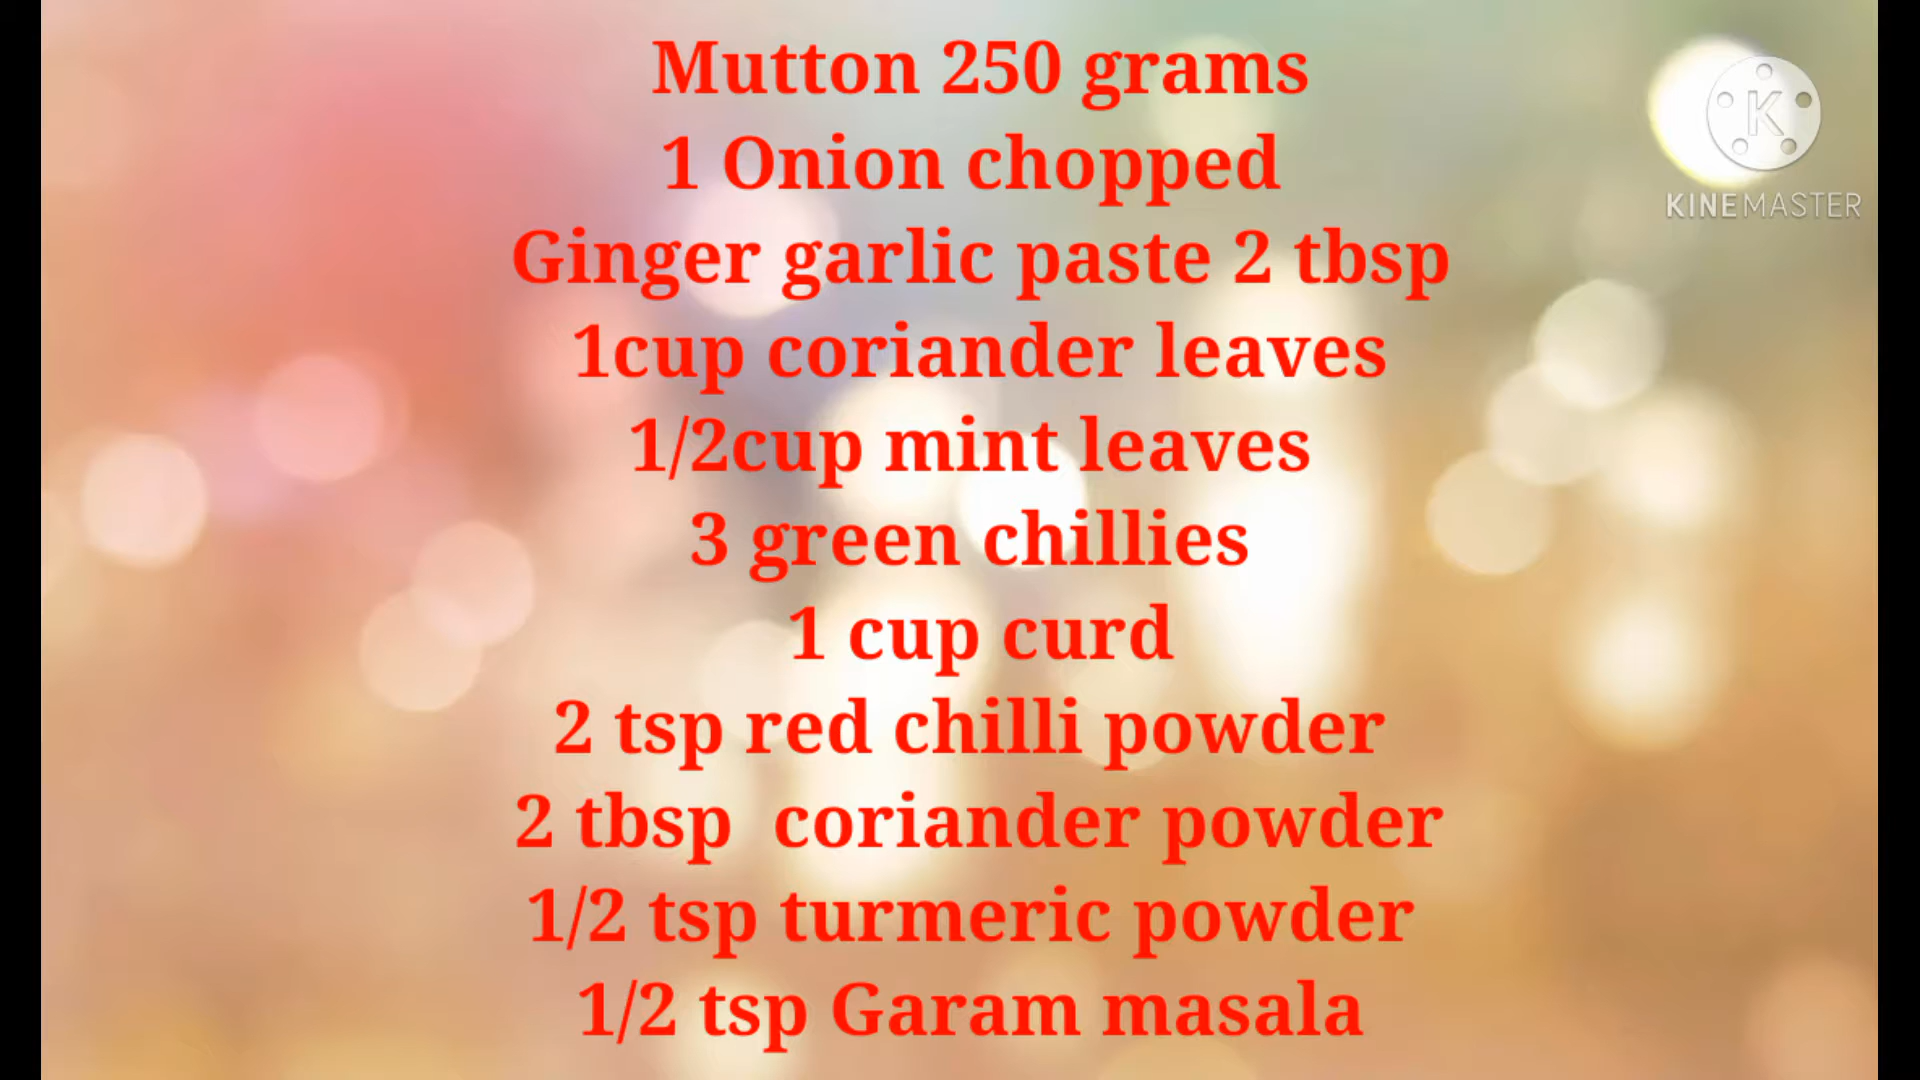 Mutton 250 grams
1 Onion chopped
Ginger garlic paste 2 tbsp
1cup coriander leaves
1/2cup mint leaves
3 green chillies
1 cup curd
2 tsp red chilli powder
2 tbsp  coriander powder
1/2 tsp turmeric powder
1/2 tsp Garam masala
K
KINEMASTER